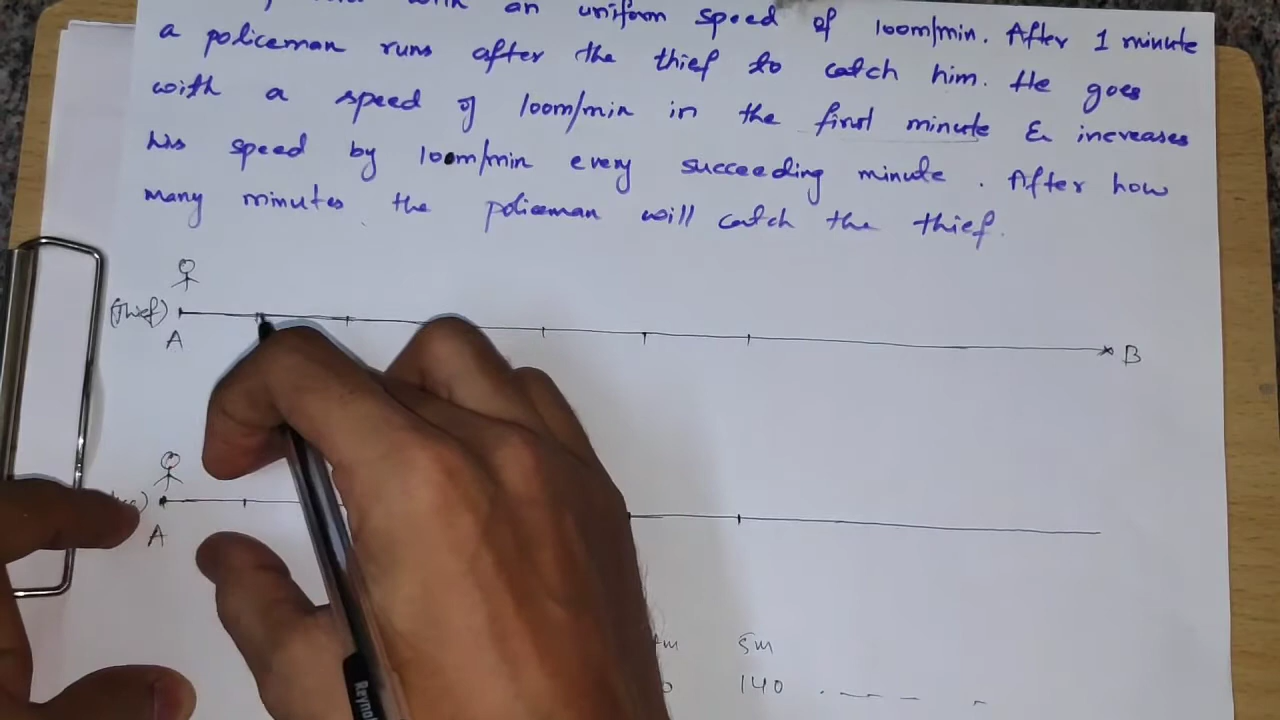 with an uniform speed of 100m/min. After 1 minute
a policeman runs after the thief to catch him. He goes
with a speed of 100m/min in the first minute & increases
his speed by 10m/min every succeeding minute. After how
many minutes the policeman will catch the thief.
(Thief)
A
B
A
5m
140 . - - - -
Reynol